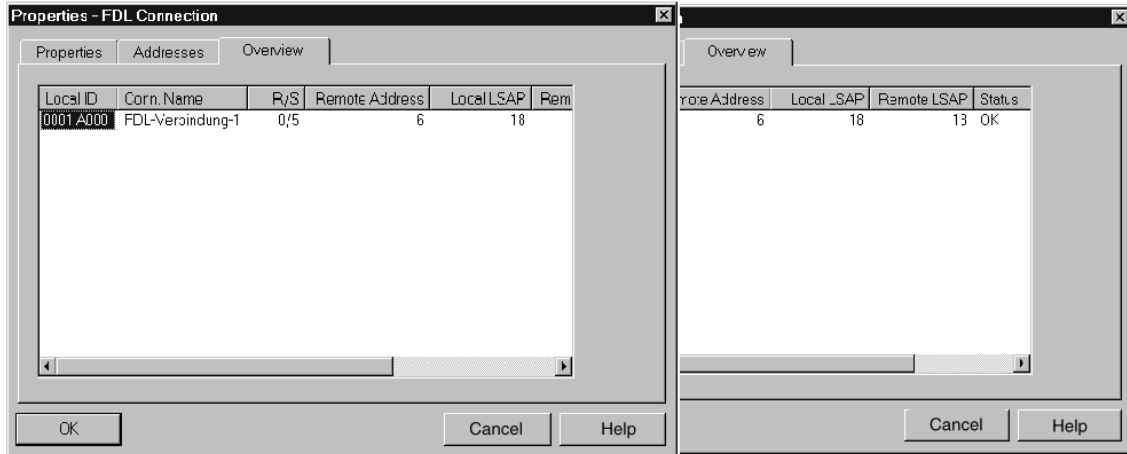 Properties - FDL Connection
Properties Addresses Overview
Local ID Corn. Name R/S Remote Address Local LSAP Rem
0001 A000 FDL-Verbindung-1 0/5 6 18
OK Cancel Help
n
Overview
mote Address Local LSAP Remote LSAP Status
6 18 13 OK
Cancel Help